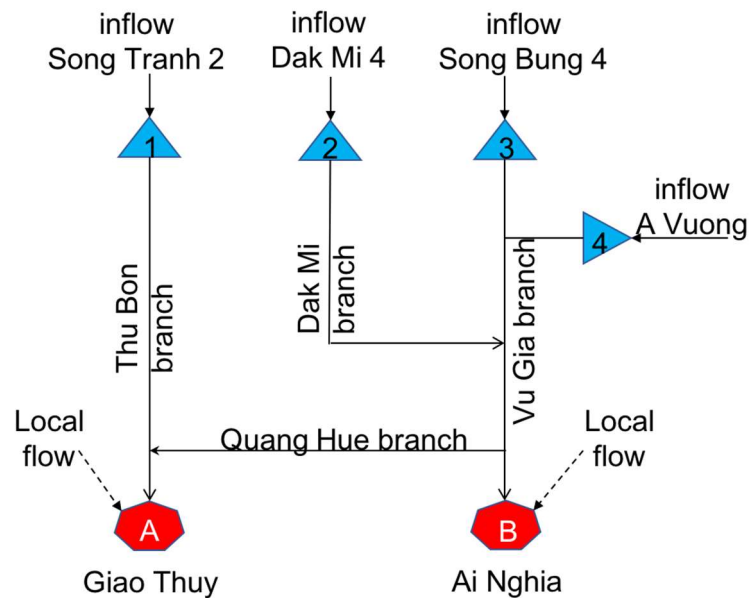 inflow
Song Tranh 2
inflow
Dak Mi 4
inflow
Song Bung 4
1
2
3
inflow
A Vuong
4
Thu Bon
branch
Dak Mi
branch
Vu Gia branch
Local
flow
Quang Hue branch
Local
flow
A
B
Giao Thuy
Ai Nghia